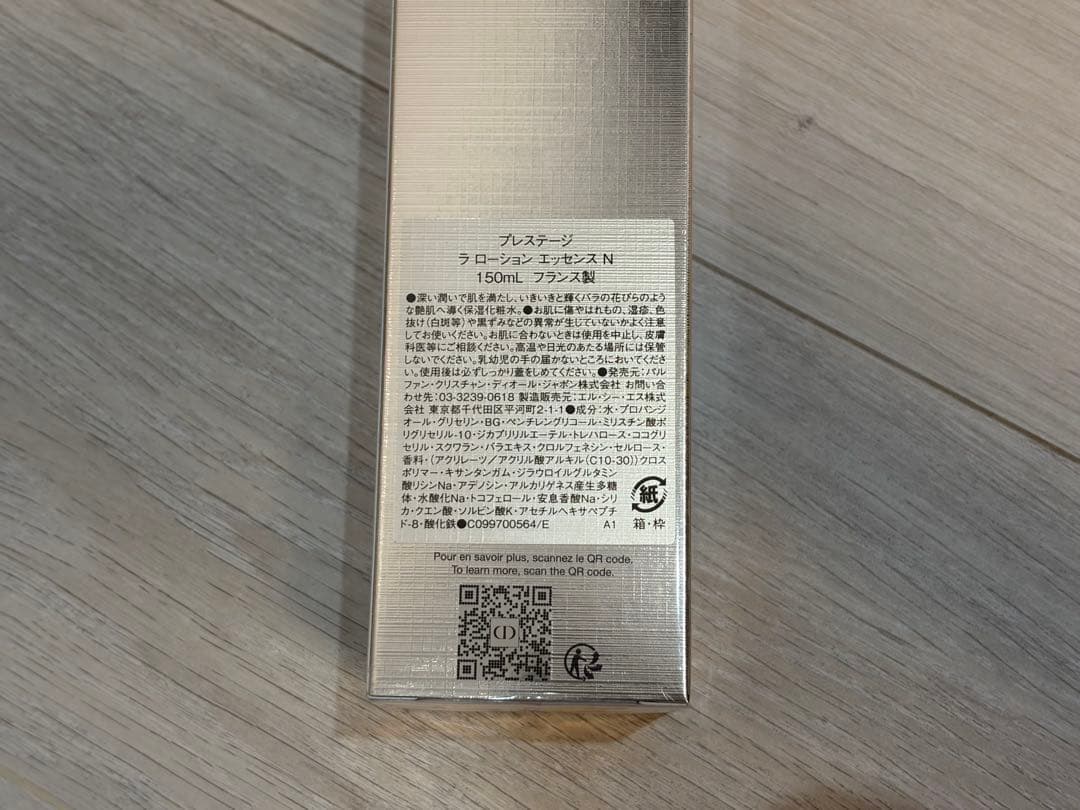 プレステージ
ラ ローション エッセンス N
150mL フランス製
●深い潤いで肌を満たし、いきいきと輝くバラの花びらのよう
な艶肌へ導く保湿化粧水。●お肌に傷やはれもの、湿疹、色
抜け(白斑等)や黒ずみなどの異常が生じていないかよく注意
してお使いください。お肌に合わないときは使用を中止し、皮膚
科医等にご相談ください。高温や日光のあたる場所には保管
しないでください。乳幼児の手の届かないところにおいてくださ
い。使用後は必ずしっかり蓋をしめてください。●発売元:パル
ファン・クリスチャン・ディオール・ジャポン株式会社 お問い合
わせ先:03-3239-0618 製造販売元:エル・シー・エス株式会
社 東京都千代田区平河町2-1-1●成分:水・プロパンジ
オール・グリセリン・BG・ペンチレングリコール・ミリスチン酸ポ
リグリセリル-10・ジカプリリルエーテル・トレハロース・ココグリ
セリル・スクワラン・バラエキス・クロルフェネシン・セルロース・
香料・(アクリレーツ/アクリル酸アルキル(C10-30))クロス
ポリマー・キサンタンガム・ジラウロイルグルタミン
酸リシンNa・アデノシン・アルカリゲネス産生多糖
体・水酸化Na・トコフェロール・安息香酸Na・シリ
カ・クエン酸・ソルビン酸K・アセチルヘキサペプチ
ド-8・酸化鉄●C099700564/E A1
紙
箱・枠
Pour en savoir plus, scannez le QR code.
To learn more, scan the QR code.
CD